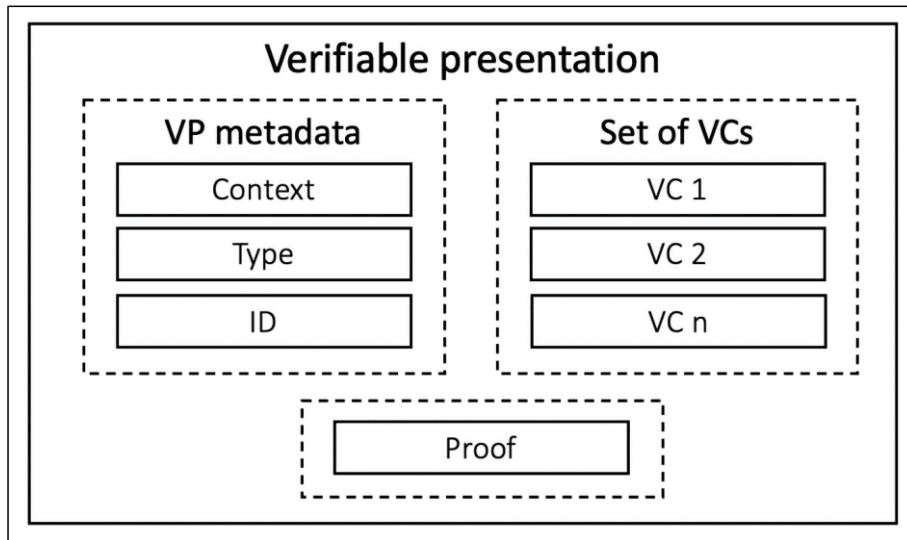 Verifiable presentation
VP metadata
Context
Type
ID
Set of VCs
VC 1
VC 2
VC n
Proof